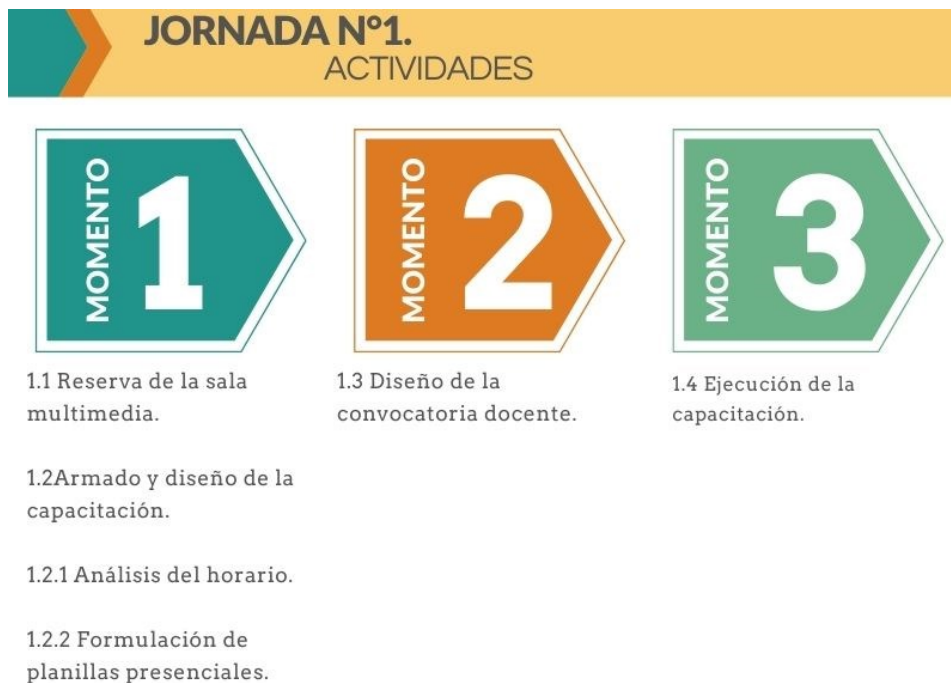 JORNADA Nº1.
ACTIVIDADES
MOMENTO
1
1.1 Reserva de la sala
multimedia.
1.2Armado y diseño de la
capacitación.
1.2.1 Análisis del horario.
1.2.2 Formulación de
planillas presenciales.
MOMENTO
2
1.3 Diseño de la
convocatoria docente.
MOMENTO
3
1.4 Ejecución de la
capacitación.